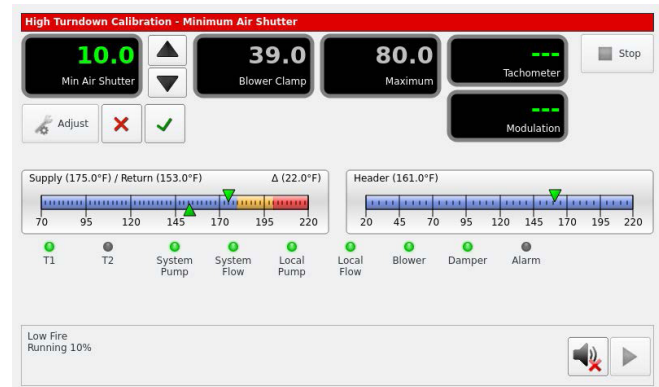 High Turndown Calibration - Minimum Air Shutter
10.0
Min Air Shutter
39.0
Blower Clamp
80.0
Maximum
---
Tachometer
Stop
Adjust
---
Modulation
Supply (175.0°F) / Return (153.0°F) Δ (22.0°F)
70 95 120 145 170 195 220
Header (161.0°F)
20 45 70 95 120 145 170 195 220
T1
T2
System
Pump
System
Flow
Local
Pump
Local
Flow
Blower
Damper
Alarm
Low Fire
Running 10%